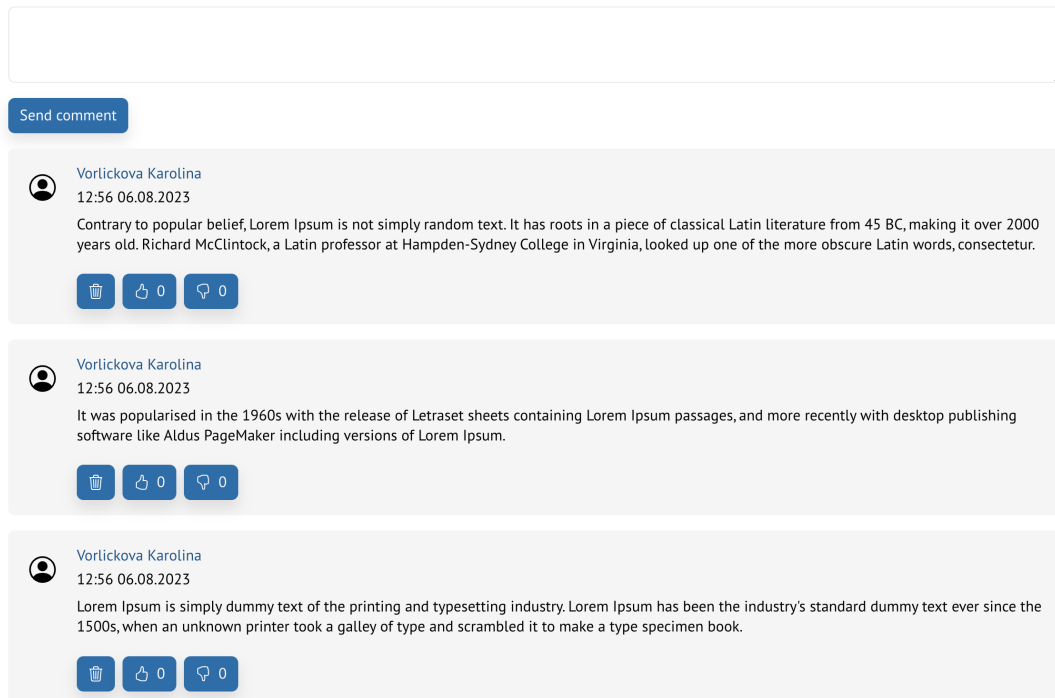 Send comment
Vorlickova Karolina
12:56 06.08.2023
Contrary to popular belief, Lorem Ipsum is not simply random text. It has roots in a piece of classical Latin literature from 45 BC, making it over 2000
years old. Richard McClintock, a Latin professor at Hampden-Sydney College in Virginia, looked up one of the more obscure Latin words, consectetur.
0 0
Vorlickova Karolina
12:56 06.08.2023
It was popularised in the 1960s with the release of Letraset sheets containing Lorem Ipsum passages, and more recently with desktop publishing
software like Aldus PageMaker including versions of Lorem Ipsum.
0 0
Vorlickova Karolina
12:56 06.08.2023
Lorem Ipsum is simply dummy text of the printing and typesetting industry. Lorem Ipsum has been the industry's standard dummy text ever since the
1500s, when an unknown printer took a galley of type and scrambled it to make a type specimen book.
0 0